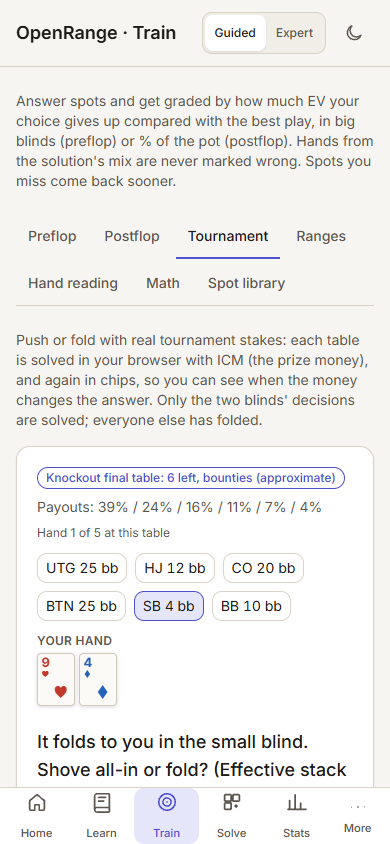 OpenRange · Train
Guided
Expert
Answer spots and get graded by how much EV your
choice gives up compared with the best play, in big
blinds (preflop) or % of the pot (postflop). Hands from
the solution's mix are never marked wrong. Spots you
miss come back sooner.
Preflop
Postflop
Tournament
Ranges
Hand reading
Math
Spot library
Push or fold with real tournament stakes: each table
is solved in your browser with ICM (the prize money),
and again in chips, so you can see when the money
changes the answer. Only the two blinds' decisions
are solved; everyone else has folded.
Knockout final table: 6 left, bounties (approximate)
Payouts: 39% / 24% / 16% / 11% / 7% / 4%
Hand 1 of 5 at this table
UTG 25 bb
HJ 12 bb
CO 20 bb
BTN 25 bb
SB 4 bb
BB 10 bb
YOUR HAND
9
4
It folds to you in the small blind.
Shove all-in or fold? (Effective stack
Home
Learn
Train
Solve
Stats
More